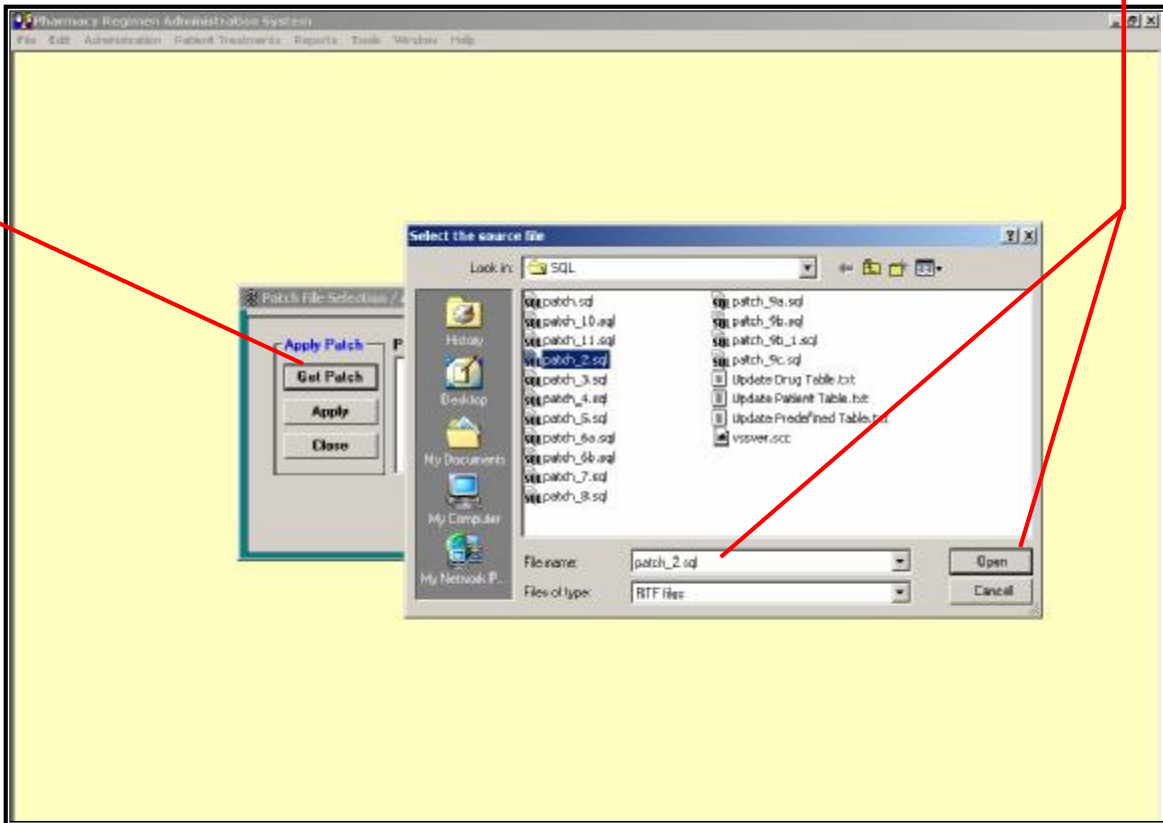 Pharmacy Regimen Administration System
File Edit Administration Patient Treatments Reports Tools Window Help
Select the source file
Look in: SQL
Patch File Selection /
Apply Patch P
Get Patch
Apply
Close
History
Desktop
My Documents
My Computer
My Network P...
patch.sql
patch_10.sql
patch_11.sql
patch_2.sql
patch_3.sql
patch_4.sql
patch_5.sql
patch_6a.sql
patch_6b.sql
patch_7.sql
patch_8.sql
patch_9a.sql
patch_9b.sql
patch_9b_1.sql
patch_9c.sql
Update Drug Table.txt
Update Patient Table.txt
Update Predefined Table.txt
vssver.scc
File name: patch_2.sql Open
Files of type: RTF files Cancel